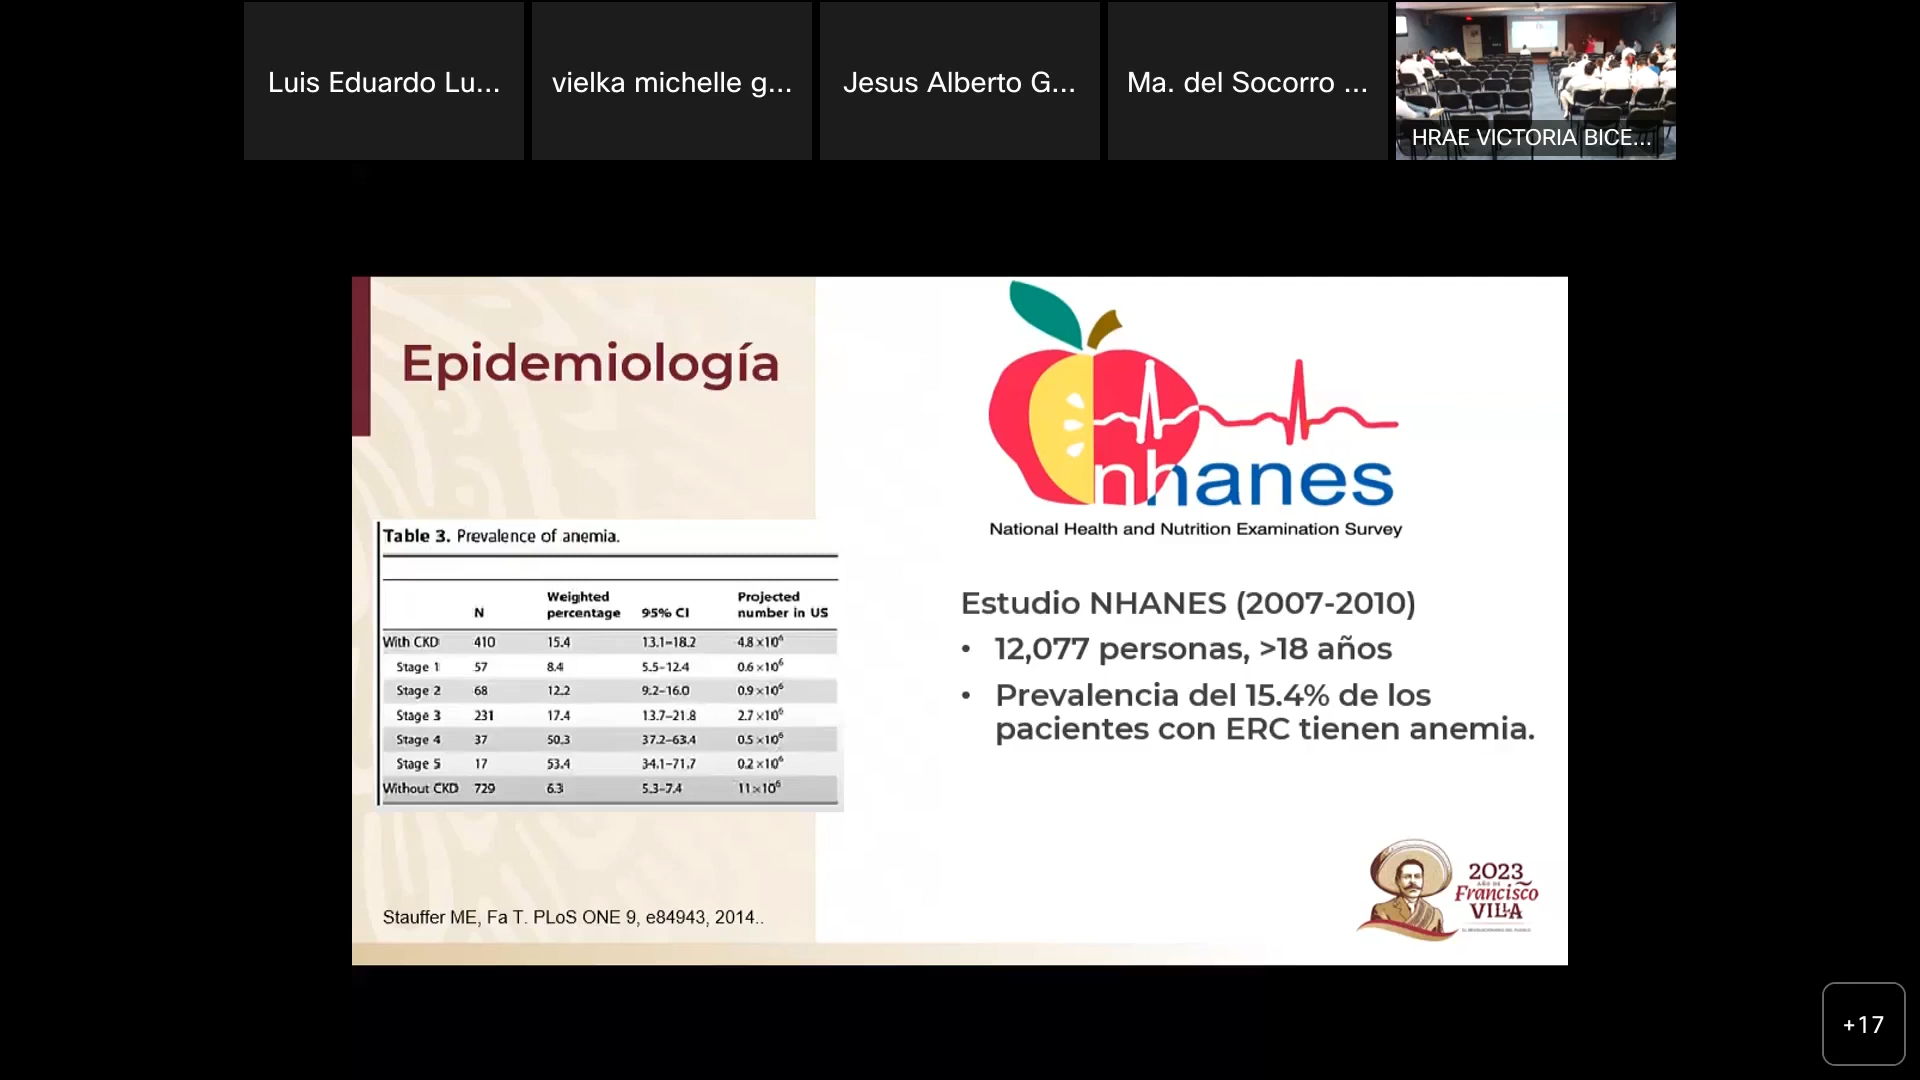 Luis Eduardo Lu...
vielka michelle g...
Jesus Alberto G...
Ma. del Socorro ...
HRAE VICTORIA BICE...
Epidemiología
nhanes
National Health and Nutrition Examination Survey
Table 3. Prevalence of anemia.
N Weighted percentage 95% CI Projected number in US
With CKD 410 15.4 13.1–18.2 4.8×10⁶
Stage 1 57 8.4 5.5–12.4 0.6×10⁶
Stage 2 68 12.2 9.2–16.0 0.9×10⁶
Stage 3 231 17.4 13.7–21.8 2.7×10⁶
Stage 4 37 50.3 37.2–63.4 0.5×10⁶
Stage 5 17 53.4 34.1–71.7 0.2×10⁶
Without CKD 729 6.3 5.3–7.4 11×10⁶
Estudio NHANES (2007-2010)
• 12,077 personas, >18 años
• Prevalencia del 15.4% de los
pacientes con ERC tienen anemia.
Stauffer ME, Fa T. PLoS ONE 9, e84943, 2014..
2023
AÑO DE
Francisco
VILLA
+17